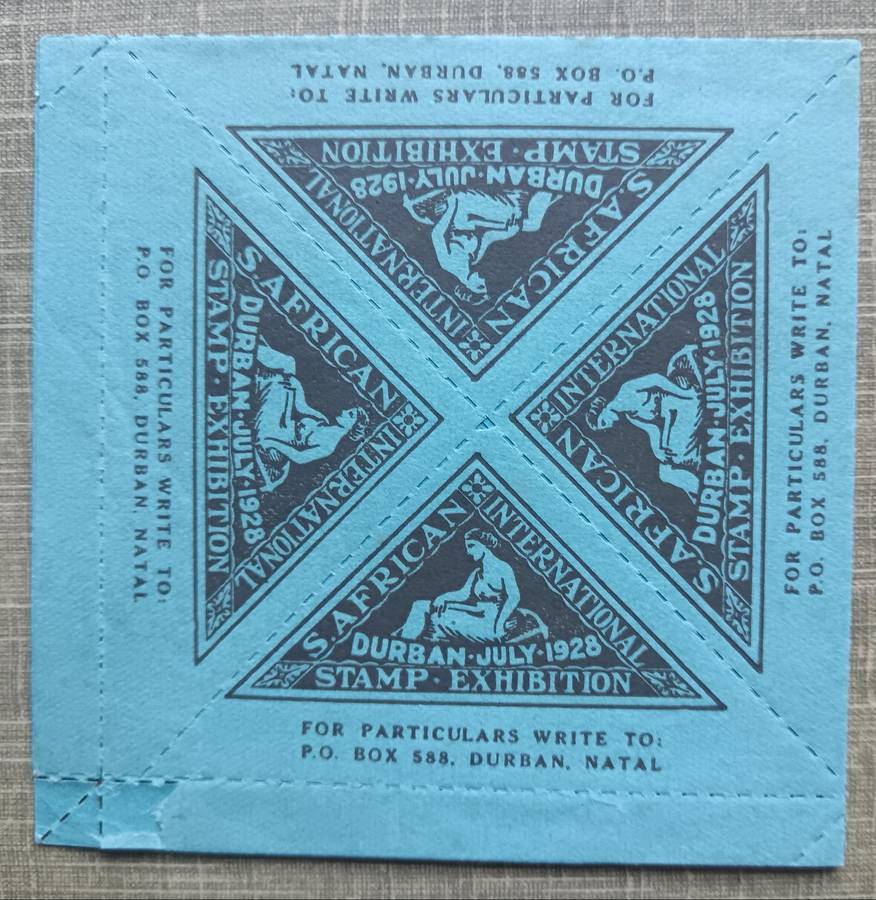 FOR PARTICULARS WRITE TO:
P.O. BOX 588, DURBAN, NATAL
S. AFRICAN INTERNATIONAL
DURBAN·JULY·1928
STAMP·EXHIBITION
FOR PARTICULARS WRITE TO:
P.O. BOX 588, DURBAN, NATAL
S. AFRICAN INTERNATIONAL
DURBAN·JULY·1928
STAMP·EXHIBITION
S. AFRICAN INTERNATIONAL
DURBAN·JULY·1928
STAMP·EXHIBITION
FOR PARTICULARS WRITE TO:
P.O. BOX 588, DURBAN, NATAL
S. AFRICAN INTERNATIONAL
DURBAN·JULY·1928
STAMP·EXHIBITION
FOR PARTICULARS WRITE TO:
P.O. BOX 588, DURBAN, NATAL